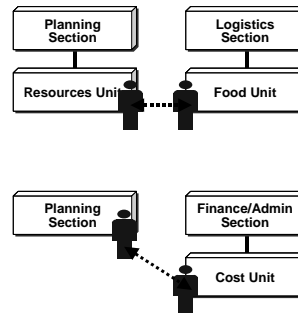 Planning
Section
Logistics
Section
Resources Unit
Food Unit
Planning
Section
Finance/Admin
Section
Cost Unit